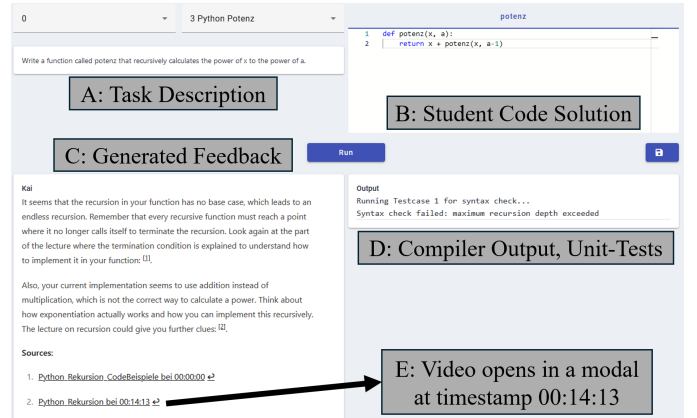 0
3 Python Potenz
potenz
Write a function called potenz that recursively calculates the power of x to the power of a.
1 def potenz(x, a):
2 return x + potenz(x, a-1)
A: Task Description
B: Student Code Solution
C: Generated Feedback
Run
Kai
It seems that the recursion in your function has no base case, which leads to an
endless recursion. Remember that every recursive function must reach a point
where it no longer calls itself to terminate the recursion. Look again at the part
of the lecture where the termination condition is explained to understand how
to implement it in your function: [1].
Also, your current implementation seems to use addition instead of
multiplication, which is not the correct way to calculate a power. Think about
how exponentiation actually works and how you can implement this recursively.
The lecture on recursion could give you further clues: [2].
Sources:
1. Python_Rekursion_CodeBeispiele bei 00:00:00 ↩
2. Python_Rekursion bei 00:14:13 ↩
Output
Running Testcase 1 for syntax check...
Syntax check failed: maximum recursion depth exceeded
D: Compiler Output, Unit-Tests
E: Video opens in a modal
at timestamp 00:14:13